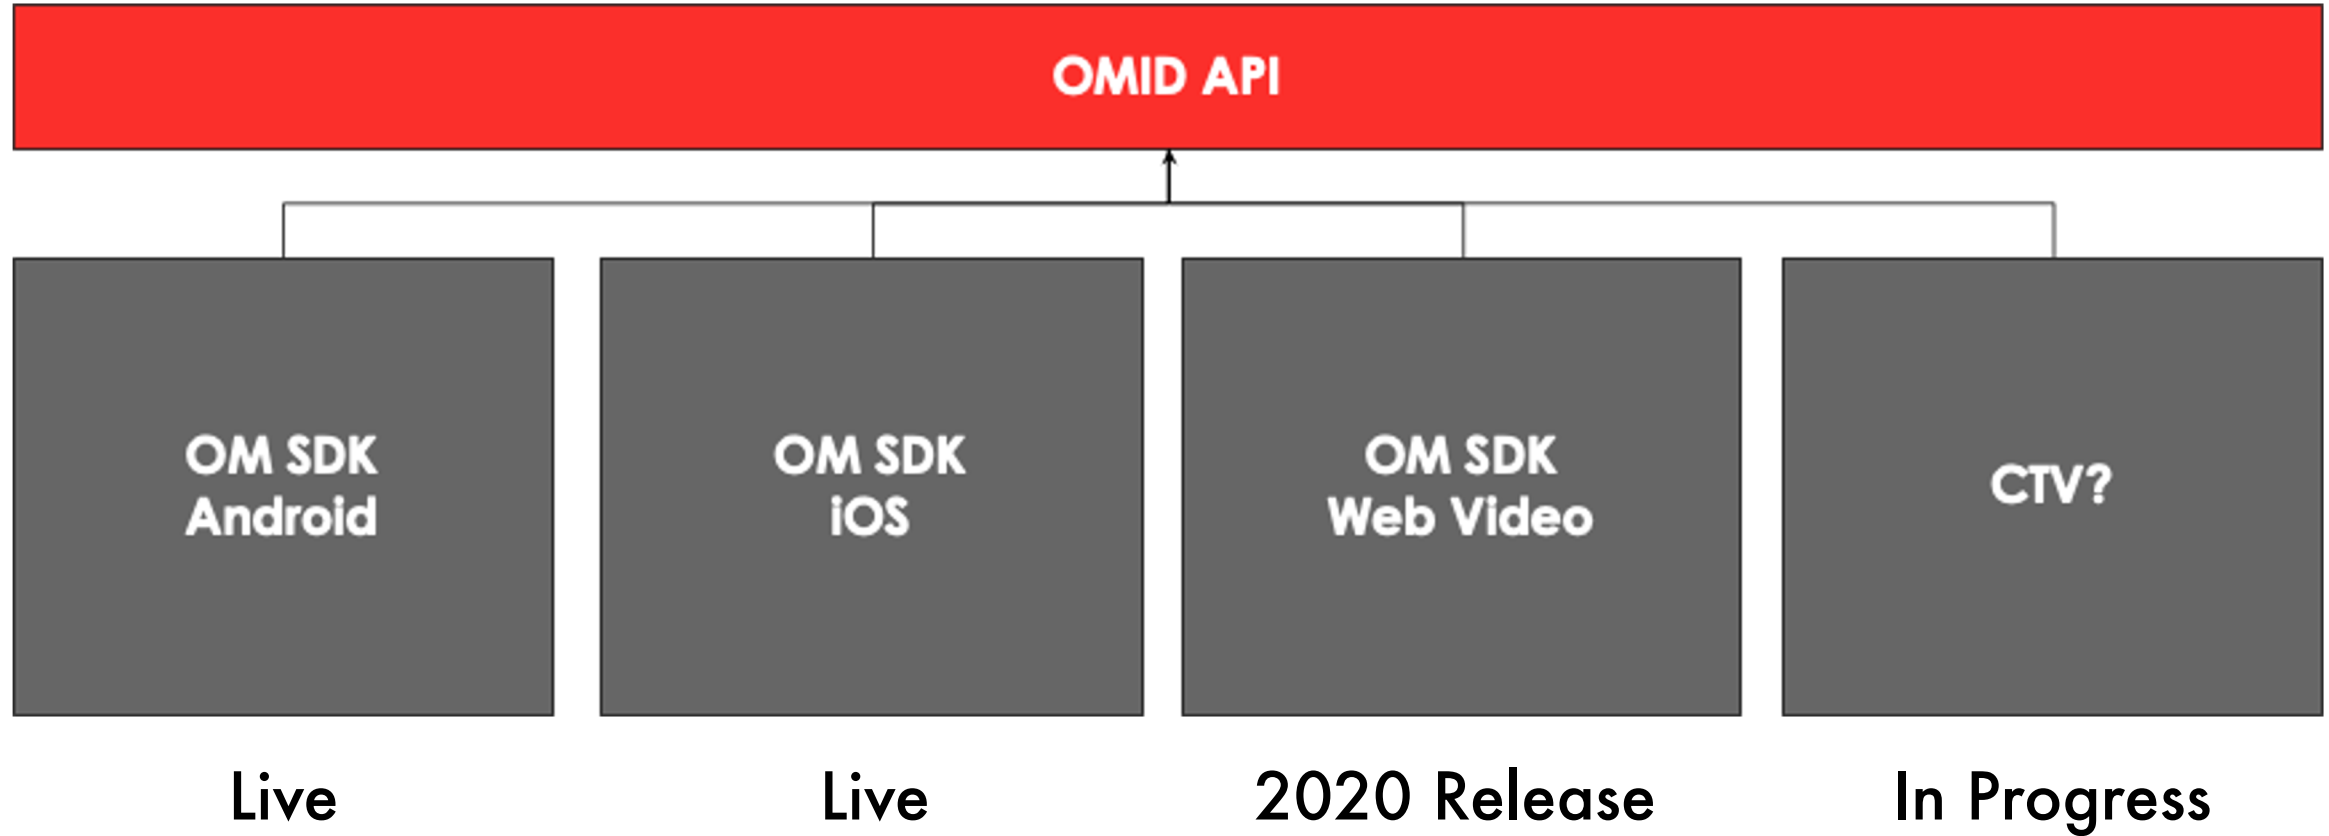 OMID API
OM SDK
Android
OM SDK
iOS
OM SDK
Web Video
CTV?
Live
Live
2020 Release
In Progress